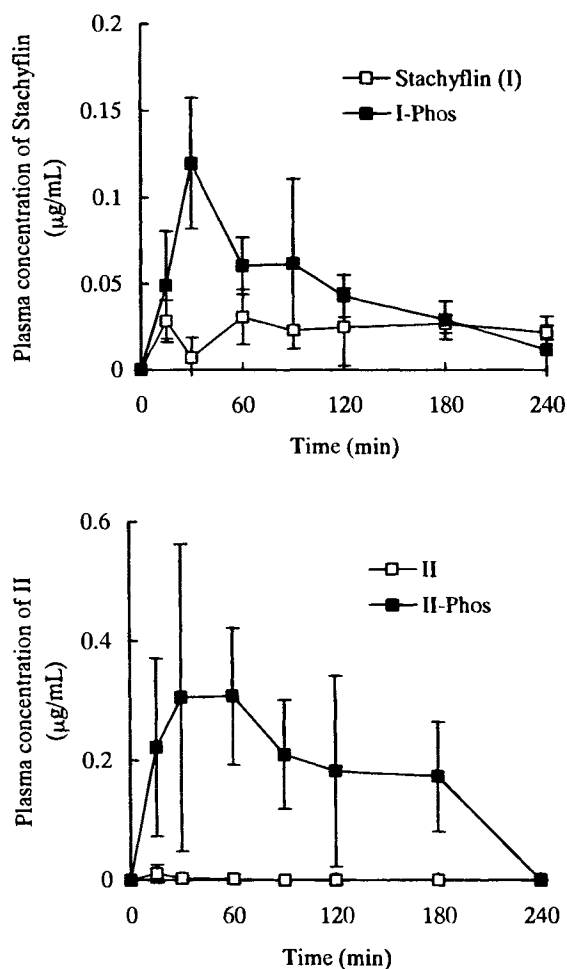 Plasma concentration of Stachyflin
(μg/mL)
0.2
0.15
0.1
0.05
0
Stachyflin (I)
I-Phos
0
60
120
180
240
Time (min)
Plasma concentration of II
(μg/mL)
0.6
0.4
0.2
0
II
II-Phos
0
60
120
180
240
Time (min)